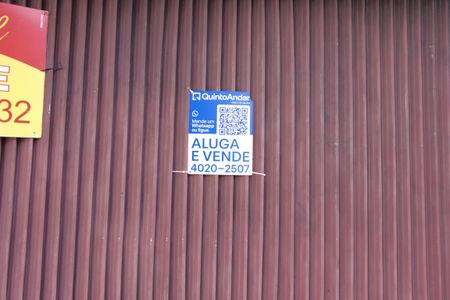 E
32
QuintoAndar
Mande um
Whatsapp
ou ligue
ALUGA
E VENDE
4020-2507